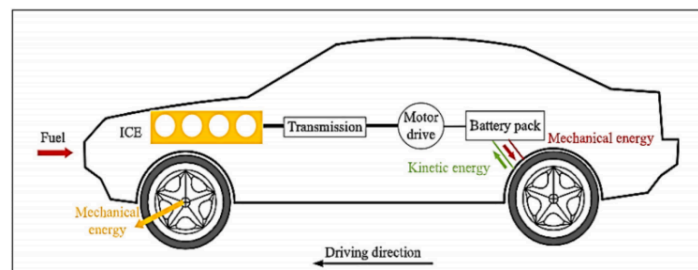 Fuel
ICE
Transmission
Motor
drive
Battery pack
Mechanical energy
Kinetic energy
Mechanical
energy
Driving direction